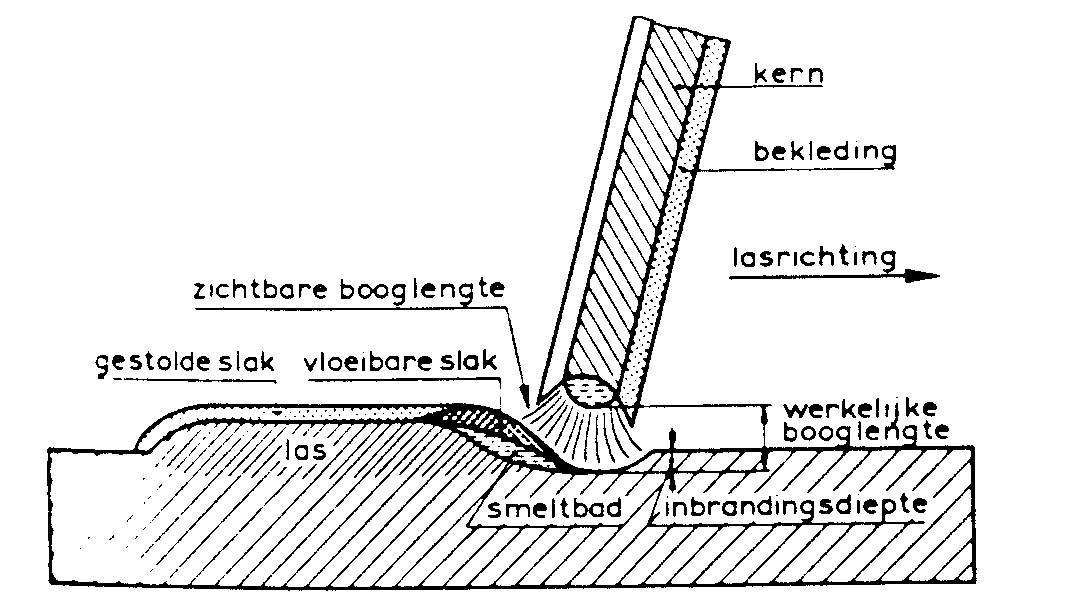 kern
bekleding
lasrichting
zichtbare booglengte
gestolde slak
vloeibare slak
werkelijke
booglengte
las
smeltbad
inbrandingsdiepte